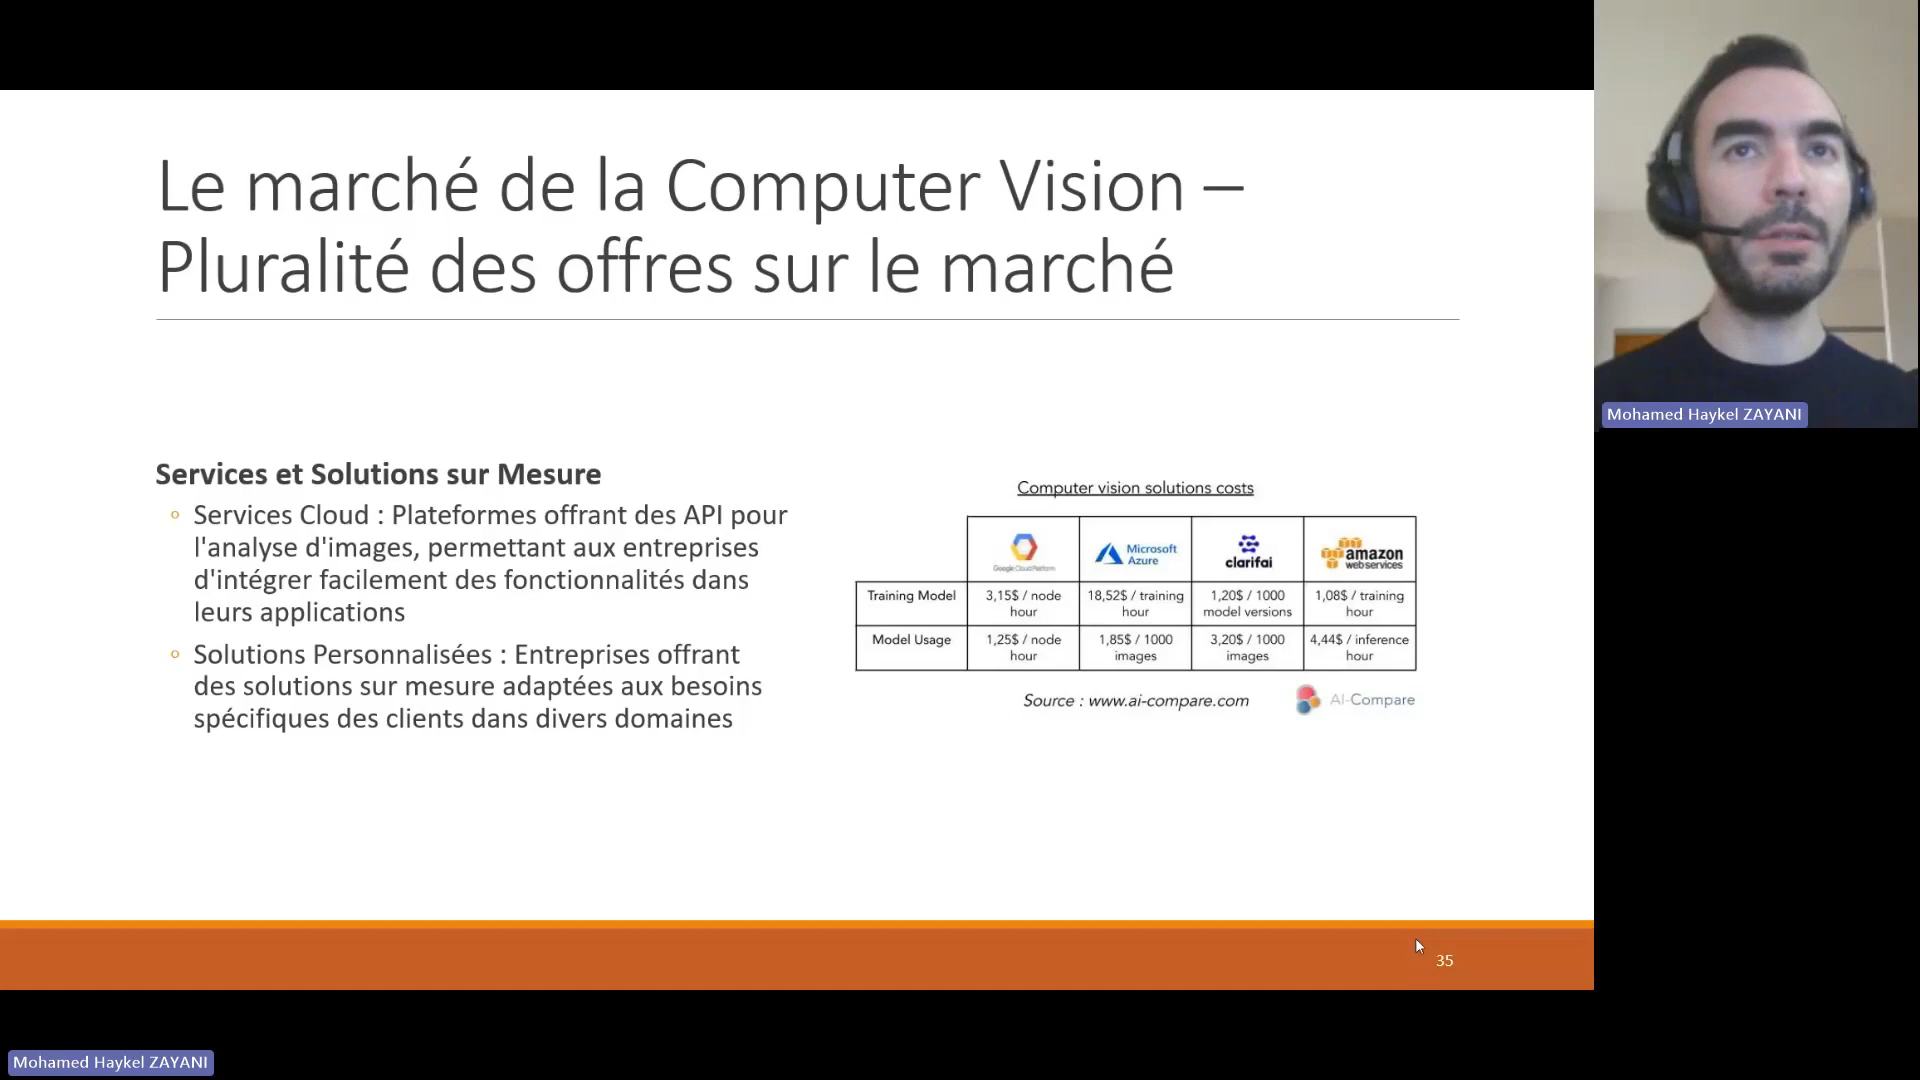 Le marché de la Computer Vision –
Pluralité des offres sur le marché
Services et Solutions sur Mesure
Services Cloud : Plateformes offrant des API pour
l'analyse d'images, permettant aux entreprises
d'intégrer facilement des fonctionnalités dans
leurs applications
Solutions Personnalisées : Entreprises offrant
des solutions sur mesure adaptées aux besoins
spécifiques des clients dans divers domaines
Computer vision solutions costs
Google Cloud Platform
Microsoft
Azure
clarifai
amazon
webservices
Training Model
3,15$ / node
hour
18,52$ / training
hour
1,20$ / 1000
model versions
1,08$ / training
hour
Model Usage
1,25$ / node
hour
1,85$ / 1000
images
3,20$ / 1000
images
4,44$ / inference
hour
Source : www.ai-compare.com
AI-Compare
35
Mohamed Haykel ZAYANI
Mohamed Haykel ZAYANI